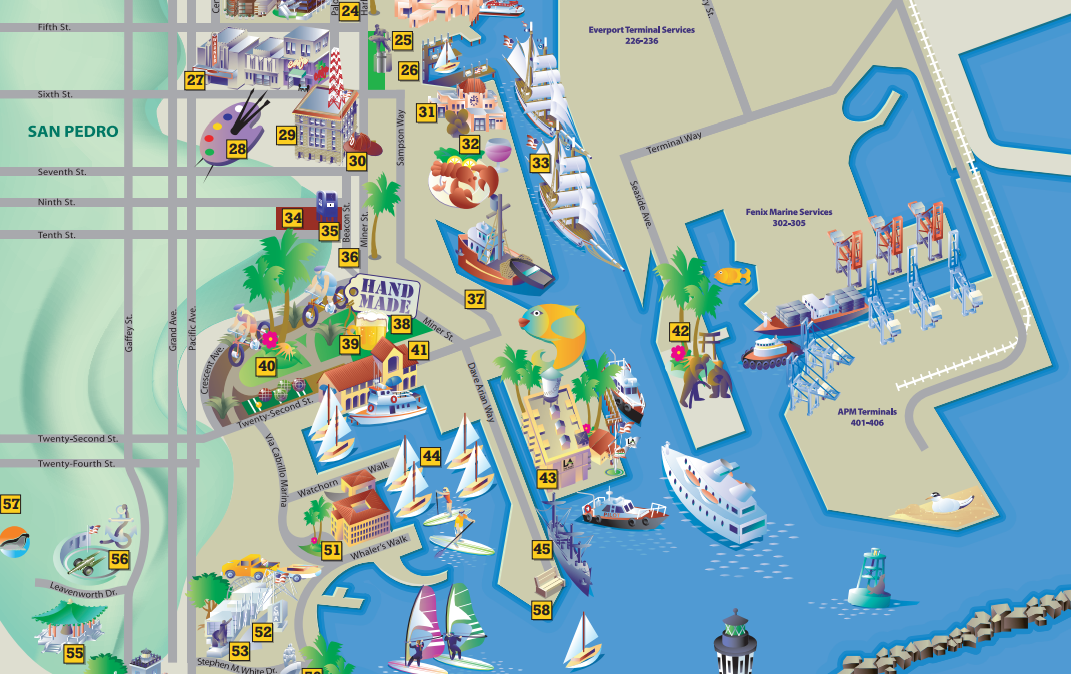 Fifth St.
24
25
26
27
Everport Terminal Services
226-236
Sixth St.
SAN PEDRO
28
29
30
31
32
33
Sampson Way
Terminal Way
Seaside Ave.
Seventh St.
Ninth St.
Tenth St.
34
35
36
Beacon St.
Miner St.
Fenix Marine Services
302-305
HAND
MADE
37
38
39
40
41
42
Miner St.
Gaffey St.
Grand Ave.
Pacific Ave.
Crescent Ave.
Dave Arian Way
Twenty-Second St.
APM Terminals
401-406
Twenty-Second St.
Twenty-Fourth St.
Via Cabrillo Marina
Watchorn Walk
44
43
LA
LA
57
56
51
Whaler's Walk
45
58
Leavenworth Dr.
52
53
55
Stephen M. White Dr.